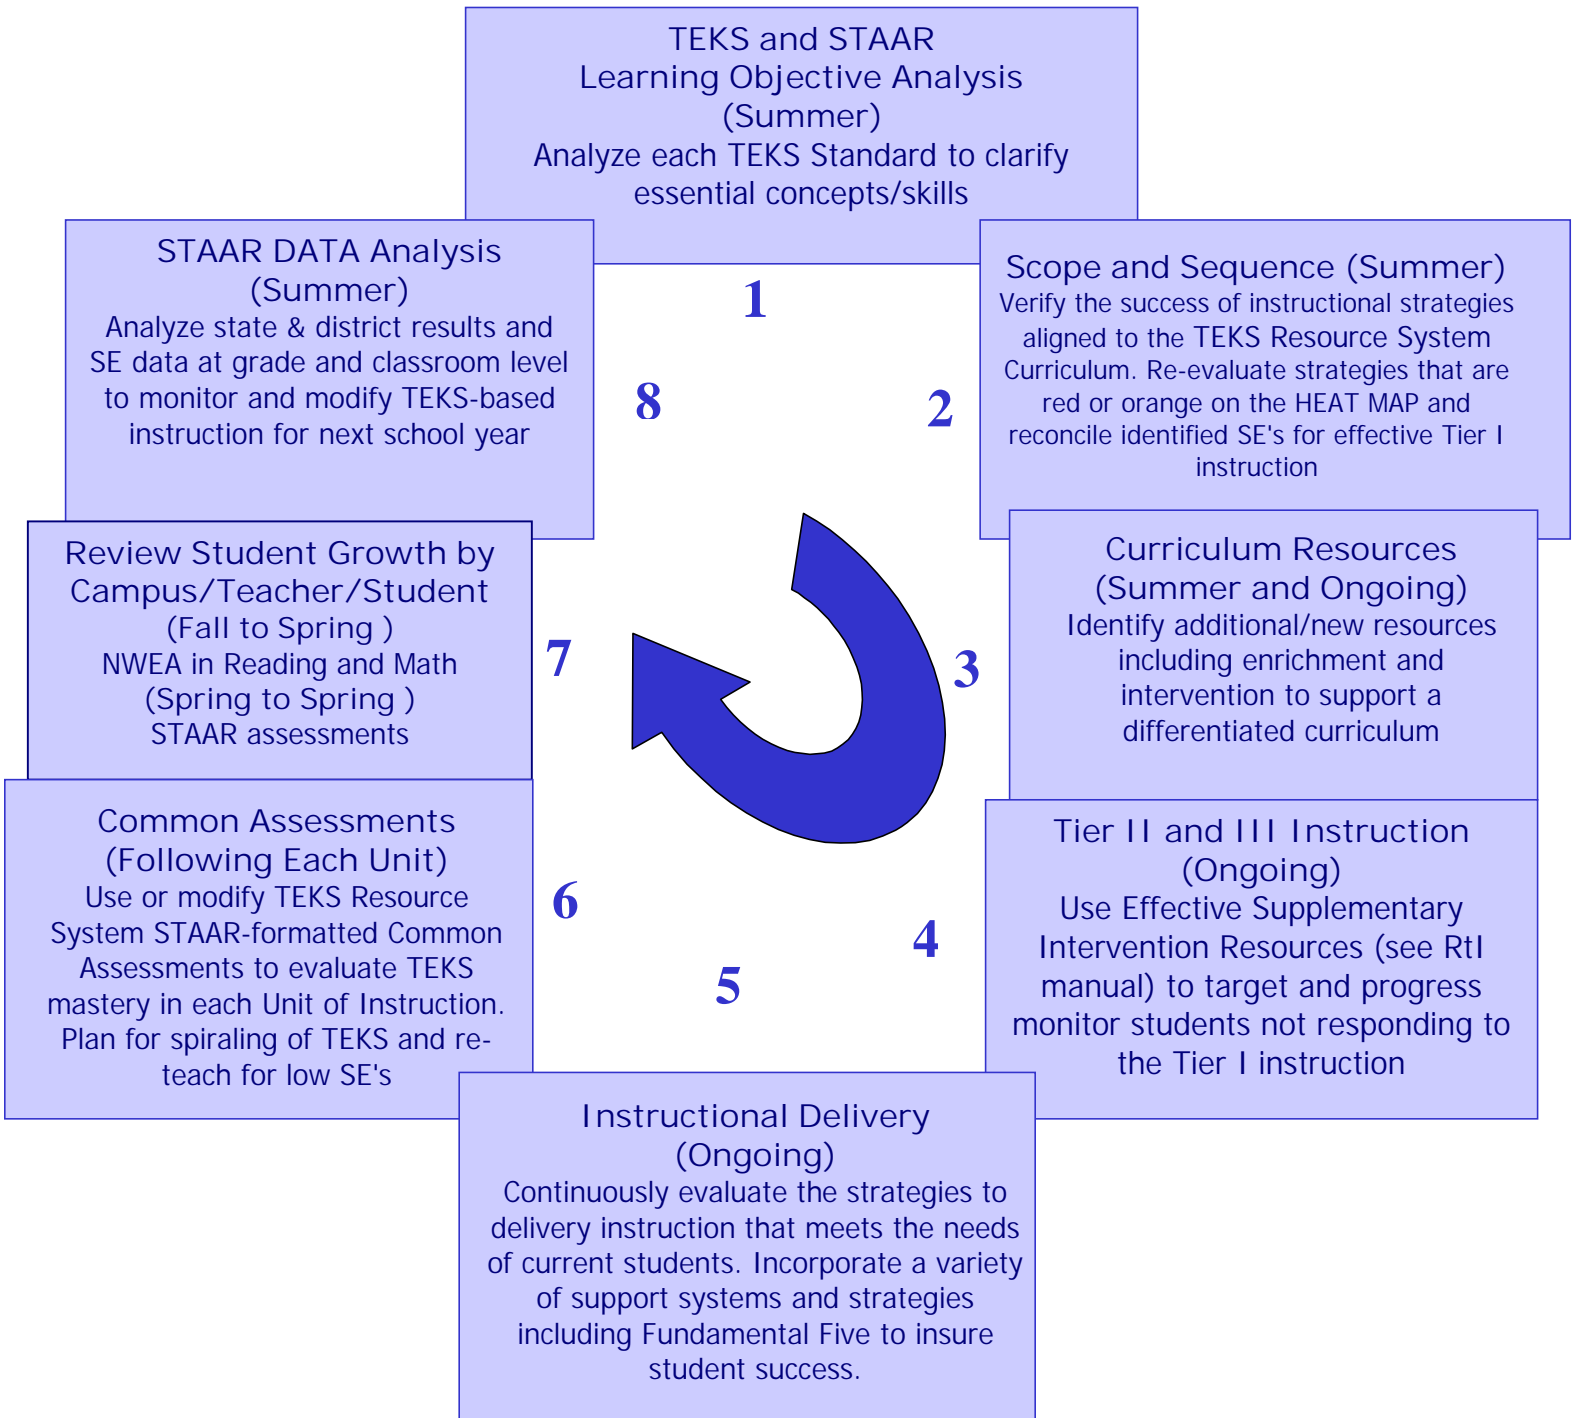 TEKS and STAAR
Learning Objective Analysis
(Summer)
Analyze each TEKS Standard to clarify
essential concepts/skills
1
Scope and Sequence (Summer)
Verify the success of instructional strategies
aligned to the TEKS Resource System
Curriculum. Re-evaluate strategies that are
red or orange on the HEAT MAP and
reconcile identified SE's for effective Tier I
instruction
2
Curriculum Resources
(Summer and Ongoing)
Identify additional/new resources
including enrichment and
intervention to support a
differentiated curriculum
3
Tier II and III Instruction
(Ongoing)
Use Effective Supplementary
Intervention Resources (see RtI
manual) to target and progress
monitor students not responding to
the Tier I instruction
4
Instructional Delivery
(Ongoing)
Continuously evaluate the strategies to
delivery instruction that meets the needs
of current students. Incorporate a variety
of support systems and strategies
including Fundamental Five to insure
student success.
5
Common Assessments
(Following Each Unit)
Use or modify TEKS Resource
System STAAR-formatted Common
Assessments to evaluate TEKS
mastery in each Unit of Instruction.
Plan for spiraling of TEKS and re-
teach for low SE's
6
Review Student Growth by
Campus/Teacher/Student
(Fall to Spring )
NWEA in Reading and Math
(Spring to Spring )
STAAR assessments
7
STAAR DATA Analysis
(Summer)
Analyze state & district results and
SE data at grade and classroom level
to monitor and modify TEKS-based
instruction for next school year
8